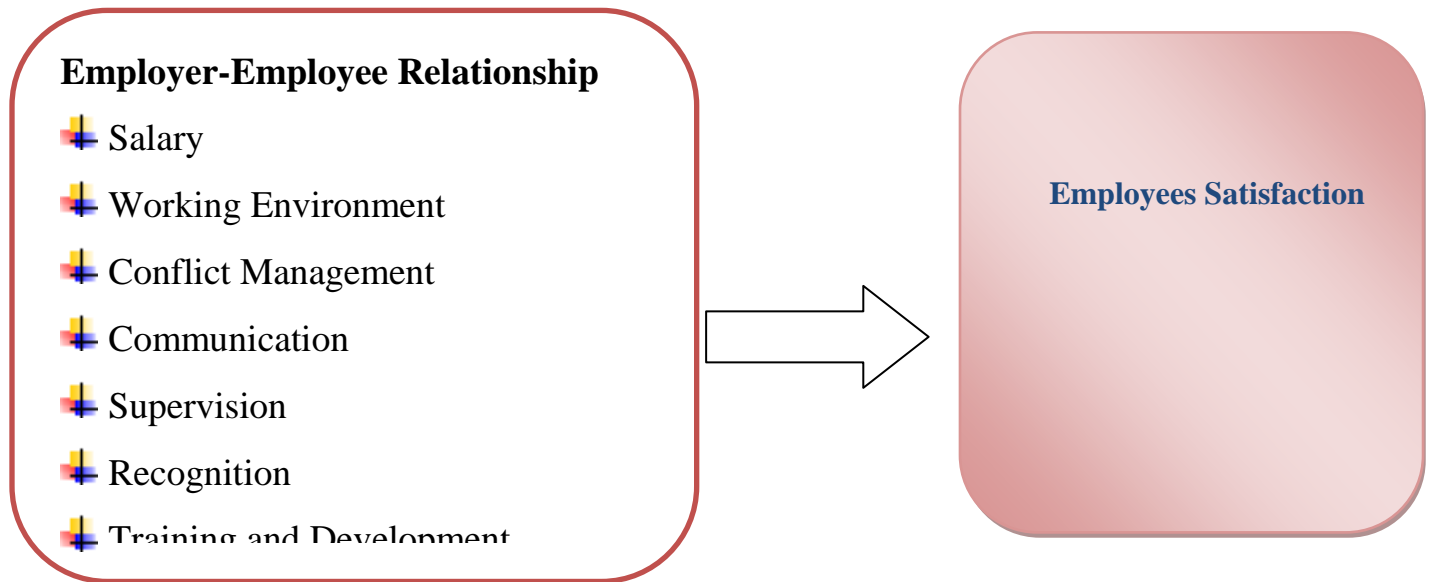 Employer-Employee Relationship
Salary
Working Environment
Conflict Management
Communication
Supervision
Recognition
Training and Development
Employees Satisfaction